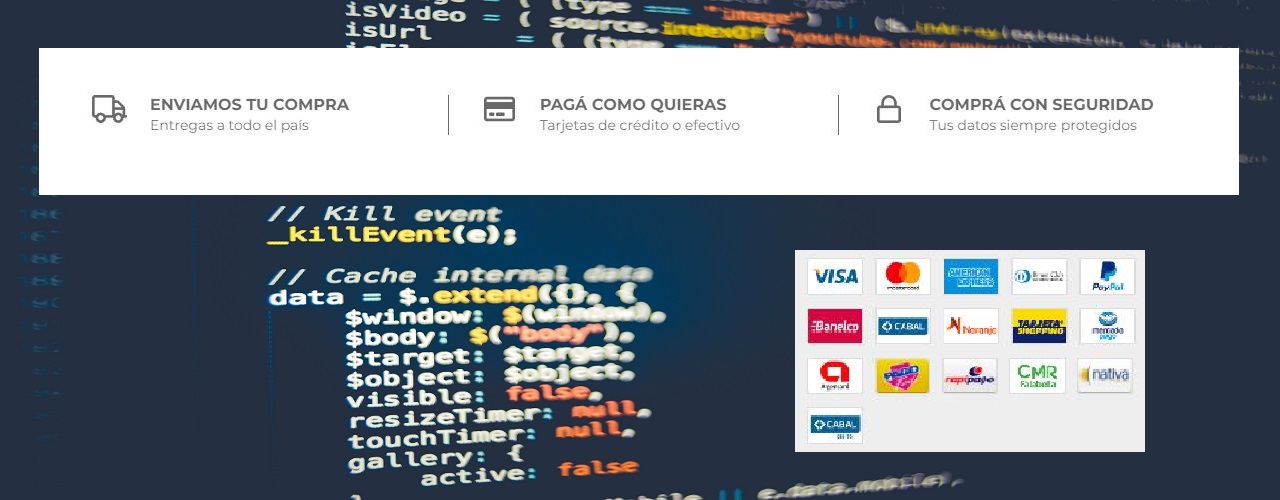 isVideo = ( (type === "image")
isUrl = ( source.indexOf("youtube.
ENVIAMOS TU COMPRA
Entregas a todo el país
PAGÁ COMO QUIERAS
Tarjetas de crédito o efectivo
COMPRÁ CON SEGURIDAD
Tus datos siempre protegidos
// Kill event
_killEvent(e);
// Cache internal data
data = $.extend({}, {
$window: $(window),
$body: $("body"),
$target: $target,
$object: $object,
visible: false,
resizeTimer: null,
touchTimer: null,
gallery: {
active: false
VISA
mastercard
AMERICAN EXPRESS
Diners Club
PayPal
Banelco
CABAL
Naranja
TARJETA SHOPPING
mercado pago
Argencard
rapipago
CMR Falabella
nativa
CABAL